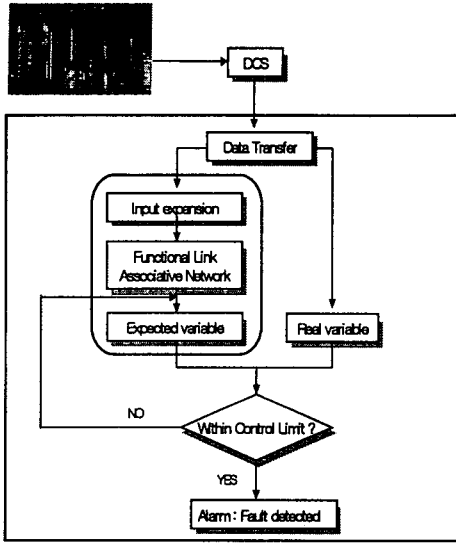 DCS
Data Transfer
Input expansion
Functional Link
Associative Network
Expected variable
Real variable
NO
Within Control Limit ?
YES
Alarm : Fault detected